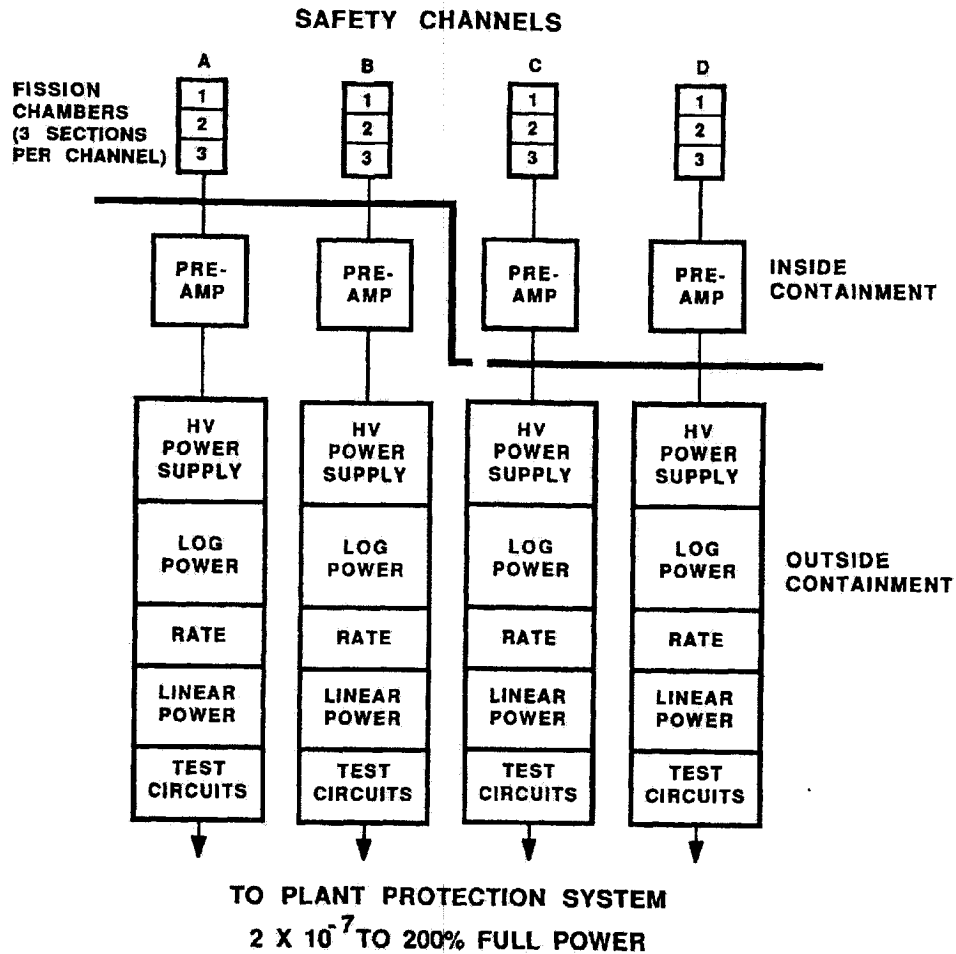 SAFETY CHANNELS
A B C D
FISSION
CHAMBERS
(3 SECTIONS
PER CHANNEL)
1 1 1 1
2 2 2 2
3 3 3 3
PRE- PRE- PRE- PRE-
AMP AMP AMP AMP
INSIDE
CONTAINMENT
HV HV HV HV
POWER POWER POWER POWER
SUPPLY SUPPLY SUPPLY SUPPLY
LOG LOG LOG LOG
POWER POWER POWER POWER
OUTSIDE
CONTAINMENT
RATE RATE RATE RATE
LINEAR LINEAR LINEAR LINEAR
POWER POWER POWER POWER
TEST TEST TEST TEST
CIRCUITS CIRCUITS CIRCUITS CIRCUITS
TO PLANT PROTECTION SYSTEM
2 X 10⁻⁷ TO 200% FULL POWER